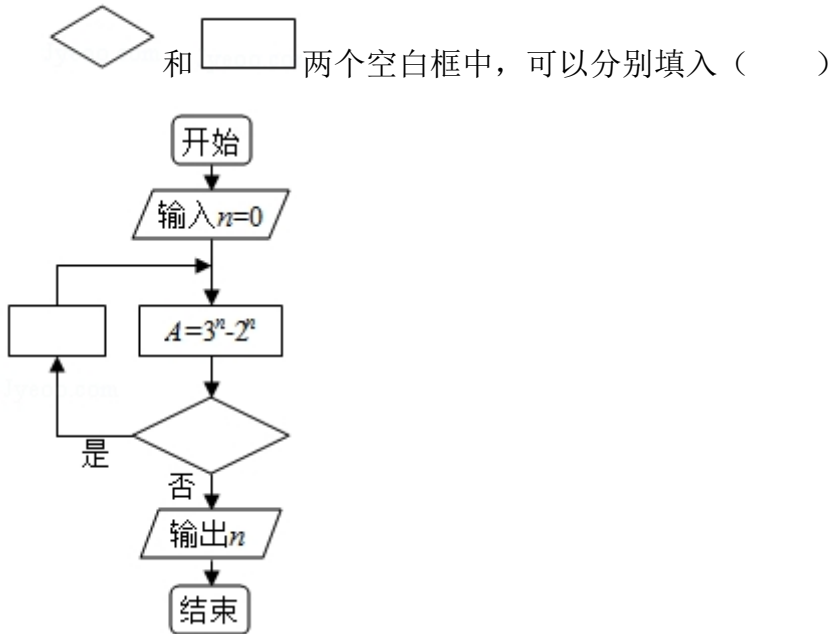 和 两个空白框中，可以分别填入（　　）
开始
输入n=0
A=3ⁿ-2ⁿ
是
否
输出n
结束